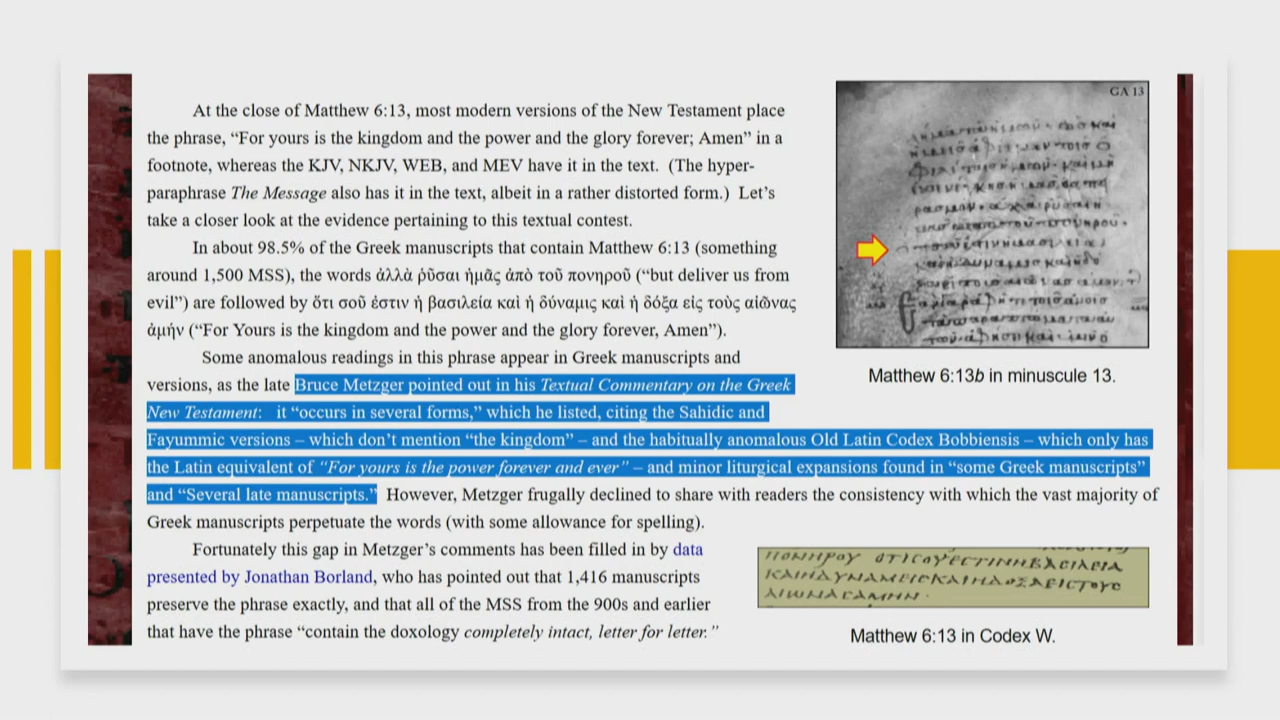 At the close of Matthew 6:13, most modern versions of the New Testament place
the phrase, “For yours is the kingdom and the power and the glory forever; Amen” in a
footnote, whereas the KJV, NKJV, WEB, and MEV have it in the text. (The hyper-
paraphrase The Message also has it in the text, albeit in a rather distorted form.) Let’s
take a closer look at the evidence pertaining to this textual contest.
In about 98.5% of the Greek manuscripts that contain Matthew 6:13 (something
around 1,500 MSS), the words ἀλλὰ ῥῦσαι ἡμᾶς ἀπὸ τοῦ πονηροῦ (“but deliver us from
evil”) are followed by ὅτι σοῦ ἐστιν ἡ βασιλεία καὶ ἡ δύναμις καὶ ἡ δόξα εἰς τοὺς αἰῶνας
ἀμήν (“For Yours is the kingdom and the power and the glory forever, Amen”).
Some anomalous readings in this phrase appear in Greek manuscripts and
versions, as the late Bruce Metzger pointed out in his Textual Commentary on the Greek
New Testament: it “occurs in several forms,” which he listed, citing the Sahidic and
Fayummic versions – which don’t mention “the kingdom” – and the habitually anomalous Old Latin Codex Bobbiensis – which only has
the Latin equivalent of “For yours is the power forever and ever” – and minor liturgical expansions found in “some Greek manuscripts”
and “Several late manuscripts.” However, Metzger frugally declined to share with readers the consistency with which the vast majority of
Greek manuscripts perpetuate the words (with some allowance for spelling).
Fortunately this gap in Metzger’s comments has been filled in by data
presented by Jonathan Borland, who has pointed out that 1,416 manuscripts
preserve the phrase exactly, and that all of the MSS from the 900s and earlier
that have the phrase “contain the doxology completely intact, letter for letter.”
GA 13
Matthew 6:13b in minuscule 13.
ΠΟΝΗΡΟΥ ΟΤΙ ΣΟΥ ΕΣΤΙΝ Η ΒΑΣΙΛΕΙΑ
ΚΑΙ Η ΔΥΝΑΜΕΙΣ ΚΑΙ Η ΔΟΞΑ ΕΙΣ ΤΟΥΣ
ΑΙΩΝΑΣ ΑΜΗΝ
Matthew 6:13 in Codex W.